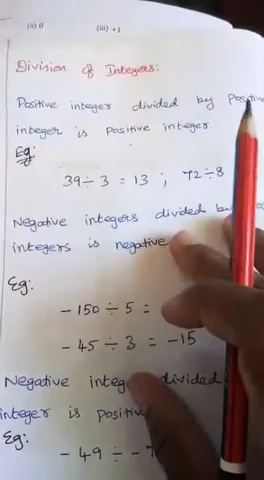 (ii) 0 (iii) +1
Division of Integers:
Positive integer divided by Positive
integer is positive integer
Eg:
39÷3 = 13 ; 72÷8
Negative integers divided by
integers is negative
Eg:
- 150 ÷ 5 =
- 45 ÷ 3 = -15
Negative divided
integer is
Eg:
- 49 ÷ -